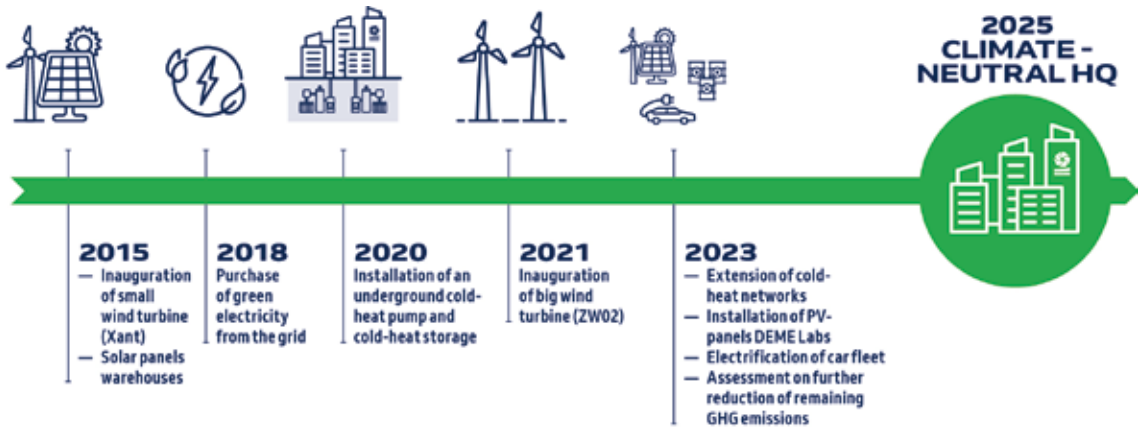 2025
CLIMATE-
NEUTRAL HQ
2015
— Inauguration
of small
wind turbine
(Xant)
— Solar panels
warehouses
2018
Purchase
of green
electricity
from the grid
2020
Installation of an
underground cold-
heat pump and
cold-heat storage
2021
Inauguration
of big wind
turbine (ZW02)
2023
— Extension of cold-
heat networks
— Installation of PV-
panels DEME Labs
— Electrification of car fleet
— Assessment on further
reduction of remaining
GHG emissions